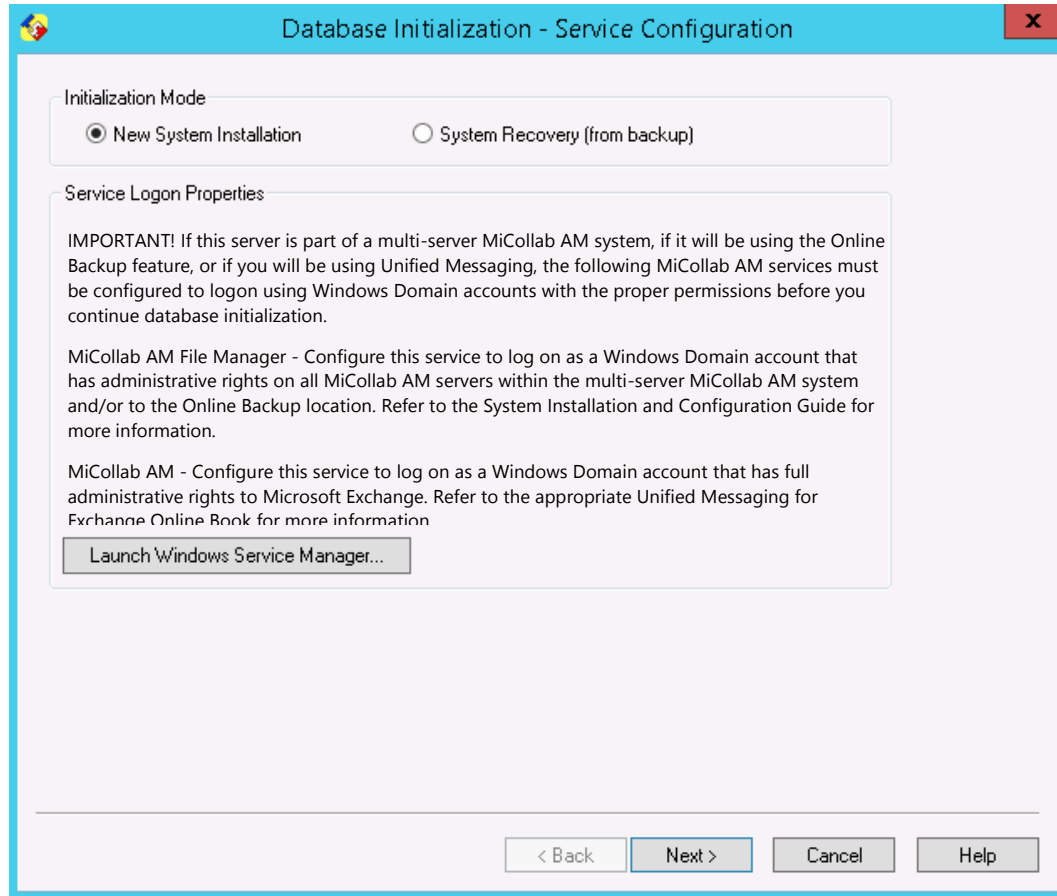 Database Initialization - Service Configuration
x
Initialization Mode
New System Installation
System Recovery (from backup)
Service Logon Properties
IMPORTANT! If this server is part of a multi-server MiCollab AM system, if it will be using the Online
Backup feature, or if you will be using Unified Messaging, the following MiCollab AM services must
be configured to logon using Windows Domain accounts with the proper permissions before you
continue database initialization.
MiCollab AM File Manager - Configure this service to log on as a Windows Domain account that
has administrative rights on all MiCollab AM servers within the multi-server MiCollab AM system
and/or to the Online Backup location. Refer to the System Installation and Configuration Guide for
more information.
MiCollab AM - Configure this service to log on as a Windows Domain account that has full
administrative rights to Microsoft Exchange. Refer to the appropriate Unified Messaging for
Exchange Online Book for more information
Launch Windows Service Manager...
< Back
Next >
Cancel
Help